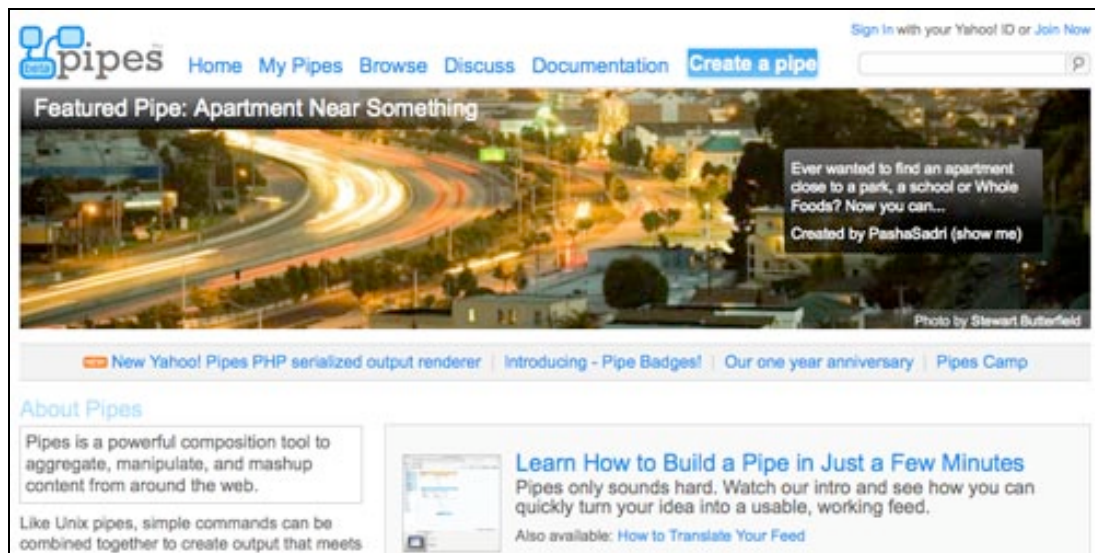 Sign In with your Yahoo! ID or Join Now
beta pipes
Home My Pipes Browse Discuss Documentation Create a pipe
Featured Pipe: Apartment Near Something
Ever wanted to find an apartment
close to a park, a school or Whole
Foods? Now you can...
Created by PashaSadri (show me)
Photo by Stewart Butterfield
NEW New Yahoo! Pipes PHP serialized output renderer | Introducing - Pipe Badges! | Our one year anniversary | Pipes Camp
About Pipes
Pipes is a powerful composition tool to
aggregate, manipulate, and mashup
content from around the web.
Like Unix pipes, simple commands can be
combined together to create output that meets
Learn How to Build a Pipe in Just a Few Minutes
Pipes only sounds hard. Watch our intro and see how you can
quickly turn your idea into a usable, working feed.
Also available: How to Translate Your Feed